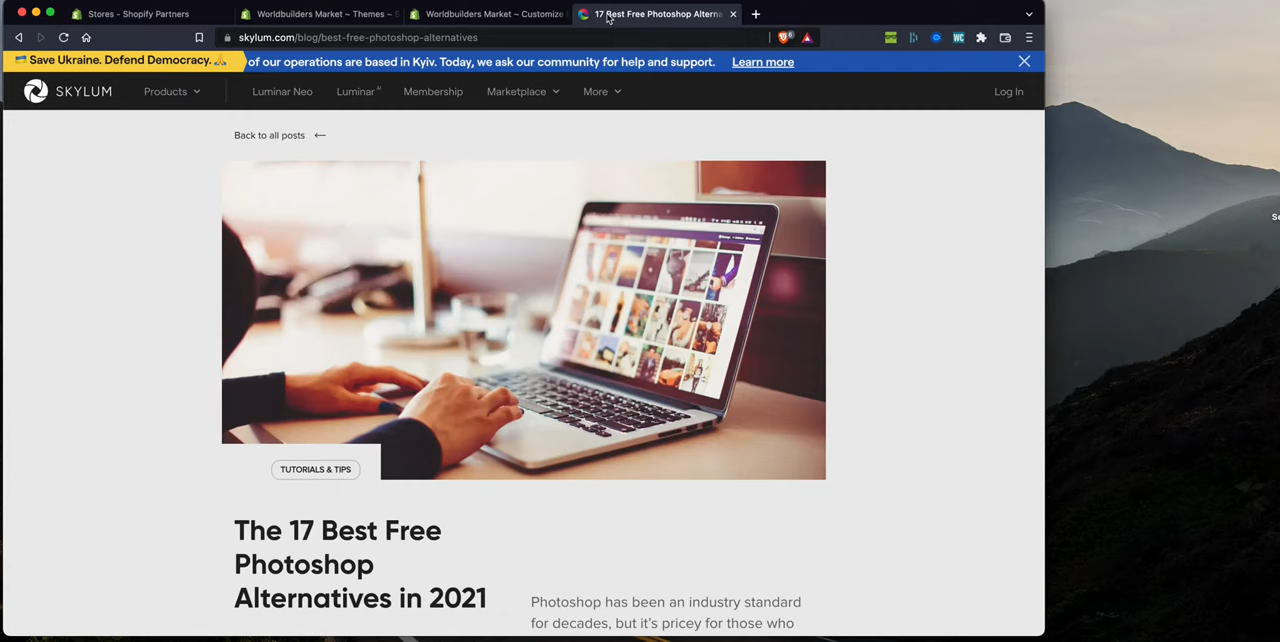 Stores - Shopify Partners
Worldbuilders Market ~ Themes ~ S
Worldbuilders Market ~ Customize
17 Best Free Photoshop Alterna
skylum.com/blog/best-free-photoshop-alternatives
6
WC
Save Ukraine. Defend Democracy. of our operations are based in Kyiv. Today, we ask our community for help and support. Learn more
SKYLUM
Products
Luminar Neo
Luminar AI
Membership
Marketplace
More
Log In
Back to all posts
Se
TUTORIALS & TIPS
The 17 Best Free
Photoshop
Alternatives in 2021
Photoshop has been an industry standard
for decades, but it's pricey for those who